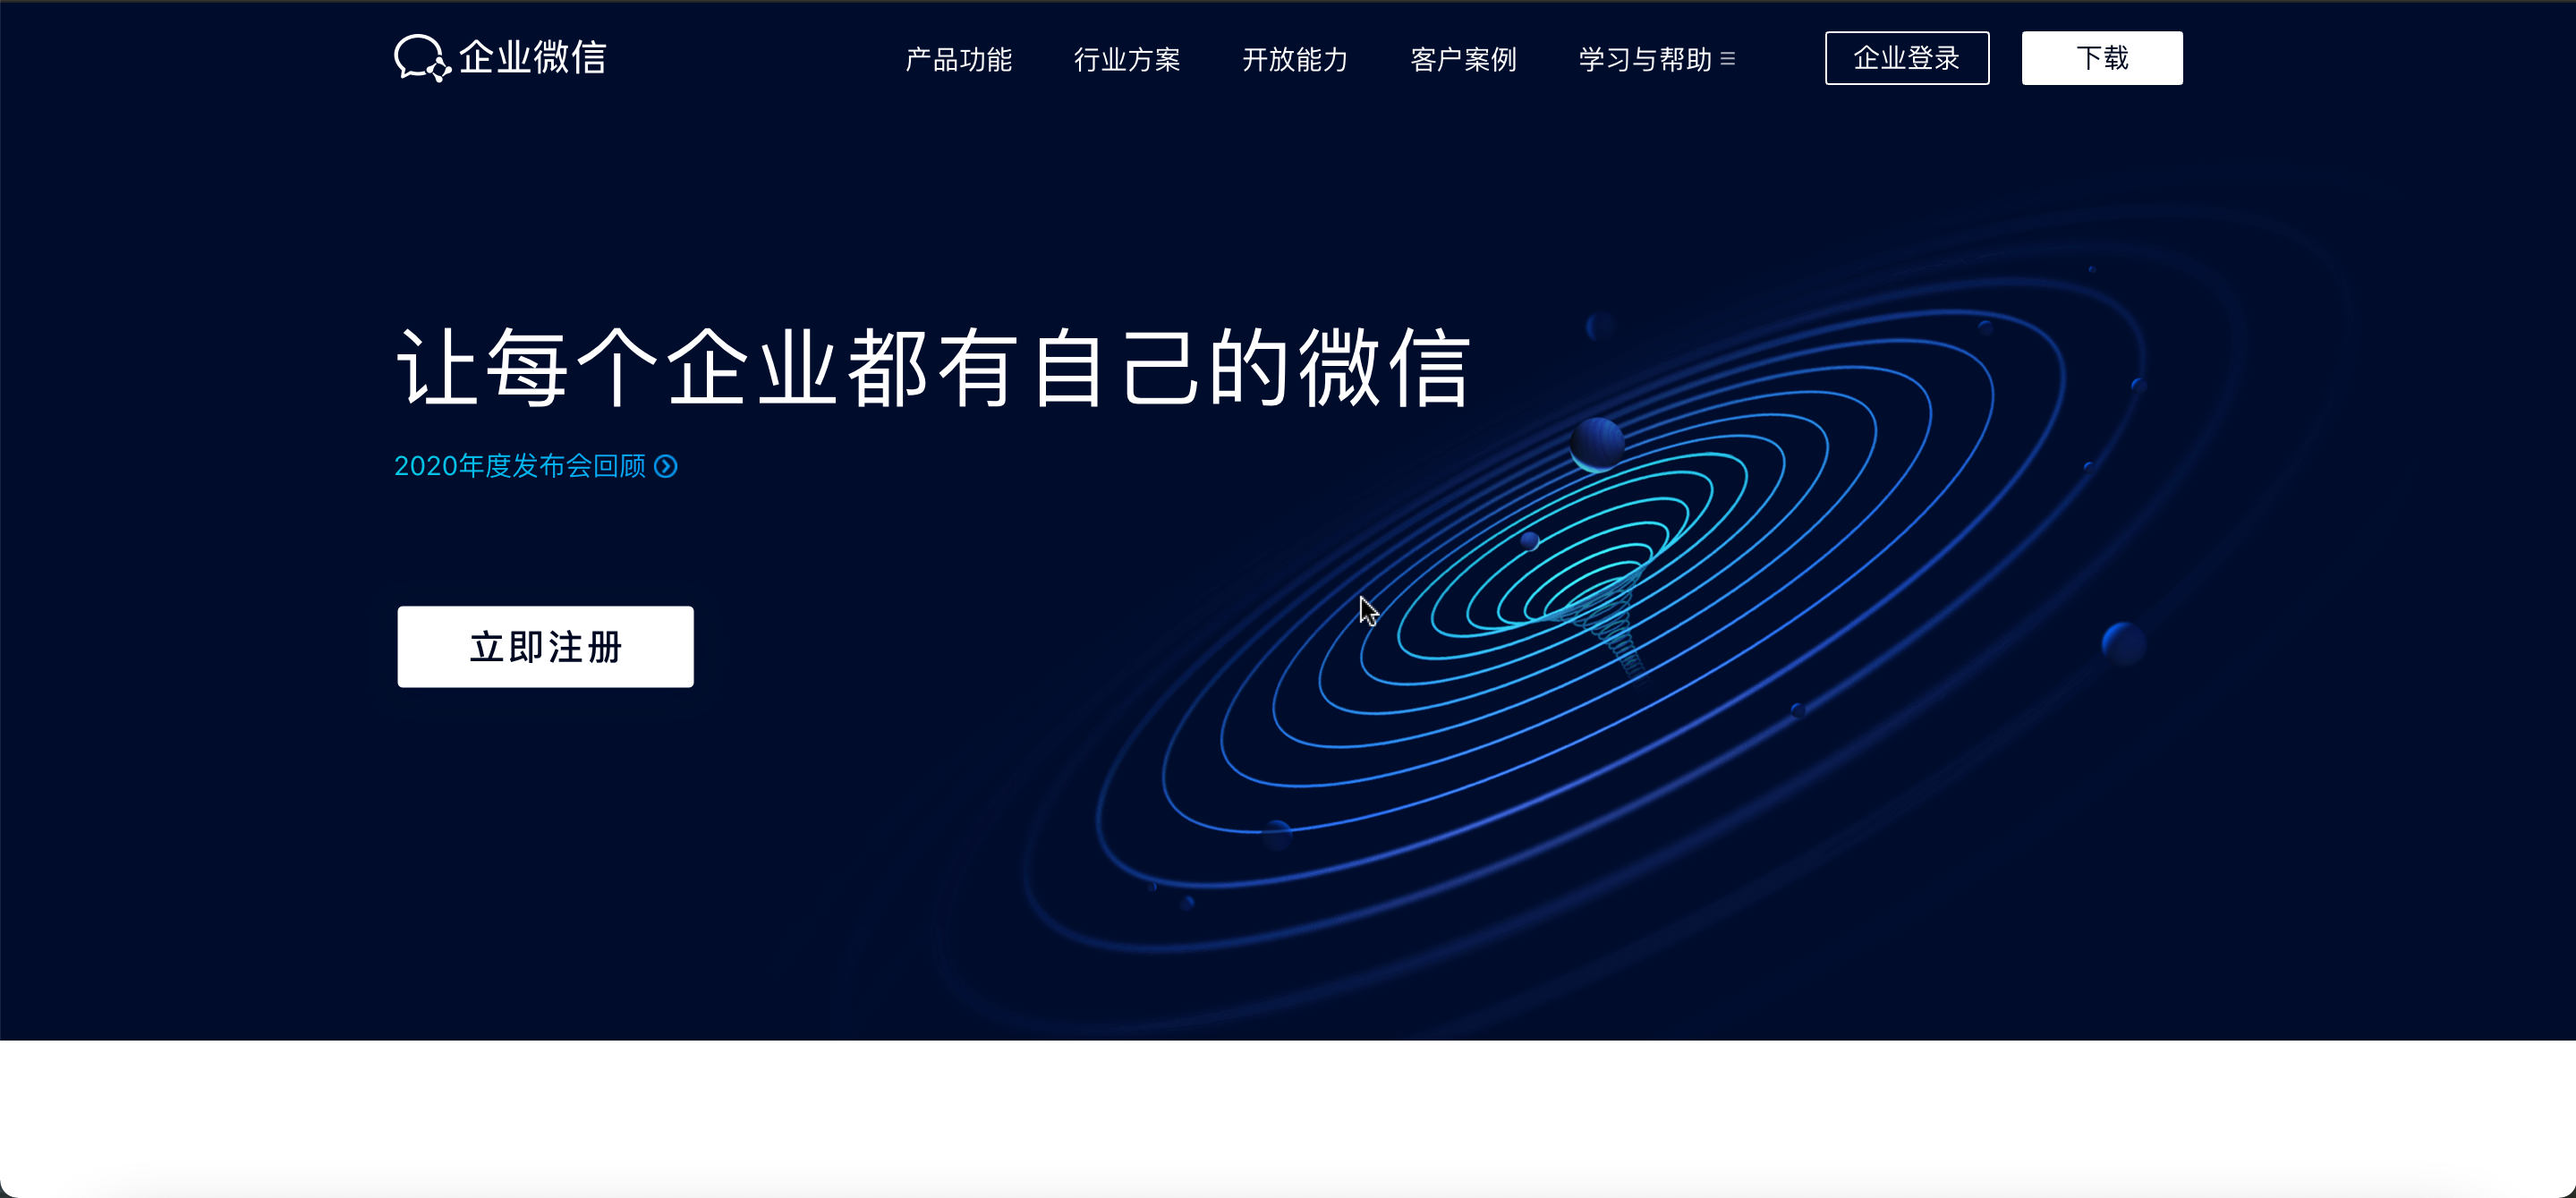 企业微信
产品功能 行业方案 开放能力 客户案例 学习与帮助 企业登录 下载
让每个企业都有自己的微信
2020年度发布会回顾
立即注册